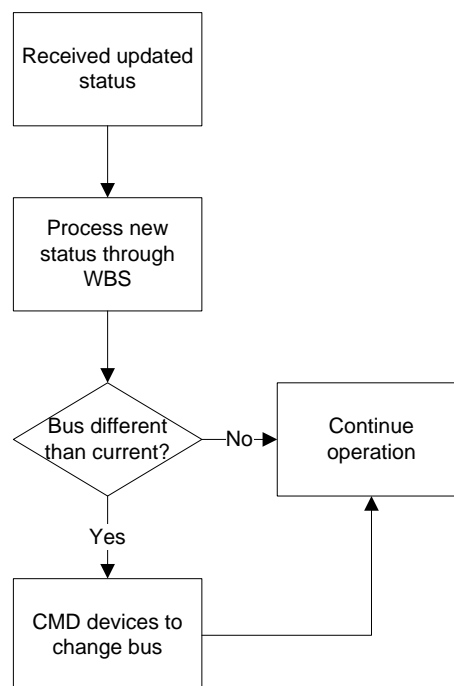 Received updated
status
Process new
status through
WBS
Bus different
than current?
No
Continue
operation
Yes
CMD devices to
change bus